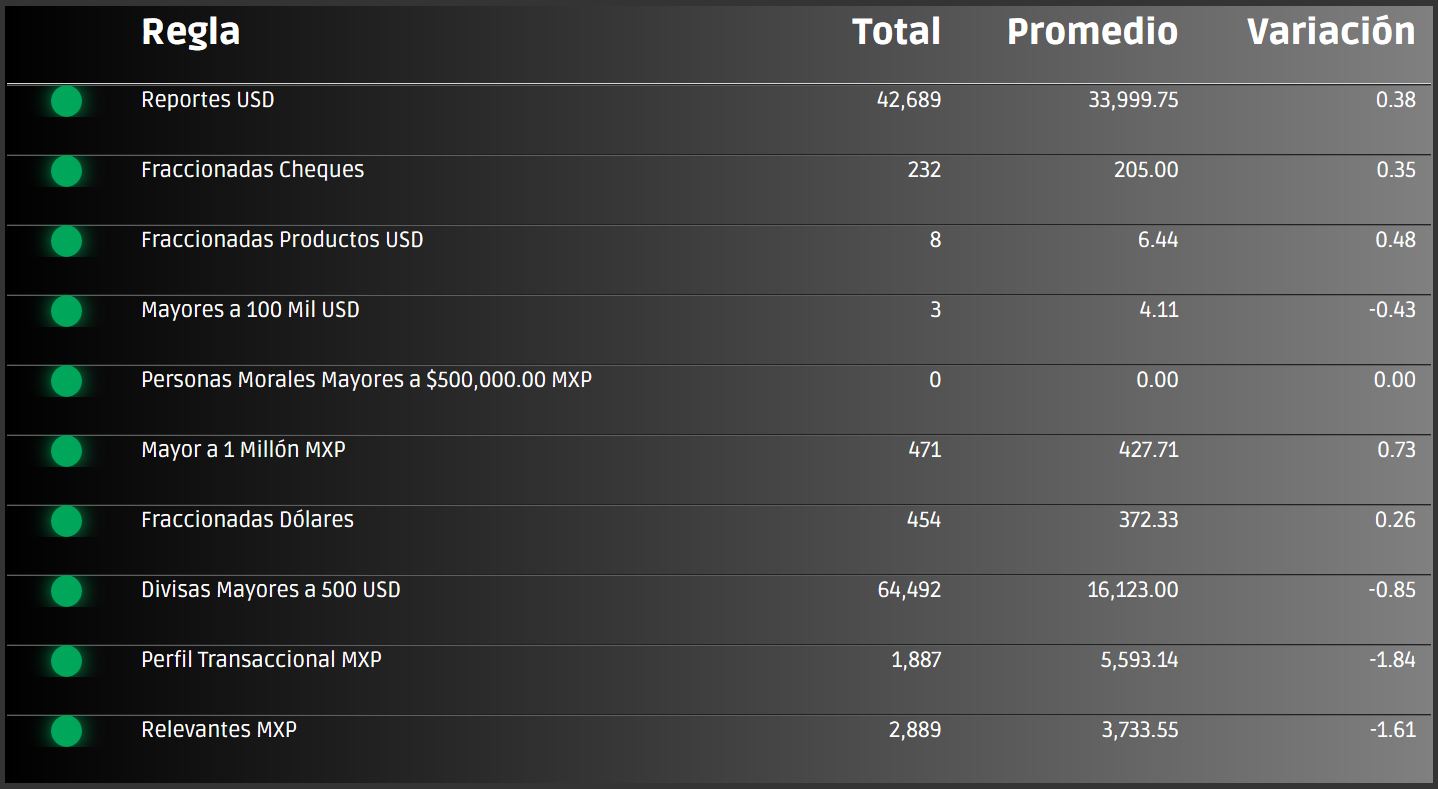 Regla Total Promedio Variación
Reportes USD 42,689 33,999.75 0.38
Fraccionadas Cheques 232 205.00 0.35
Fraccionadas Productos USD 8 6.44 0.48
Mayores a 100 Mil USD 3 4.11 -0.43
Personas Morales Mayores a $500,000.00 MXP 0 0.00 0.00
Mayor a 1 Millón MXP 471 427.71 0.73
Fraccionadas Dólares 454 372.33 0.26
Divisas Mayores a 500 USD 64,492 16,123.00 -0.85
Perfil Transaccional MXP 1,887 5,593.14 -1.84
Relevantes MXP 2,889 3,733.55 -1.61